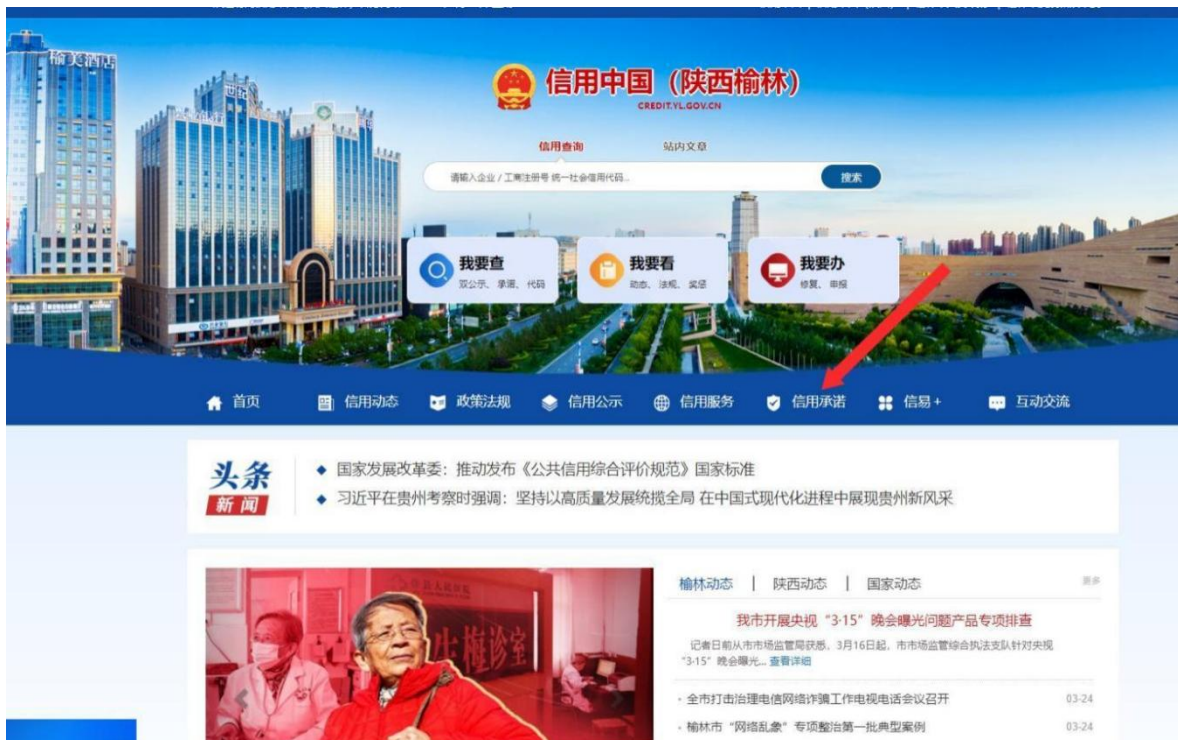 榆美酒店
世纪
信用中国（陕西榆林）
CREDIT.YL.GOV.CN
信用查询
站内文章
请输入企业 / 工商注册号 统一社会信用代码...
搜索
我要查
双公示、承诺、代码
我要看
动态、法规、奖惩
我要办
修复、申报
首页
信用动态
政策法规
信用公示
信用服务
信用承诺
信易+
互动交流
头条
新闻
国家发展改革委：推动发布《公共信用综合评价规范》国家标准
习近平在贵州考察时强调：坚持以高质量发展统揽全局 在中国式现代化进程中展现贵州新风采
榆林动态 | 陕西动态 | 国家动态
更多
我市开展央视“3·15”晚会曝光问题产品专项排查
记者日前从市市场监管局获悉，3月16日起，市市场监管综合执法支队针对央视
“3·15”晚会曝光... 查看详细
· 全市打击治理电信网络诈骗工作电视电话会议召开
03-24
· 榆林市“网络乱象”专项整治第一批典型案例
03-24